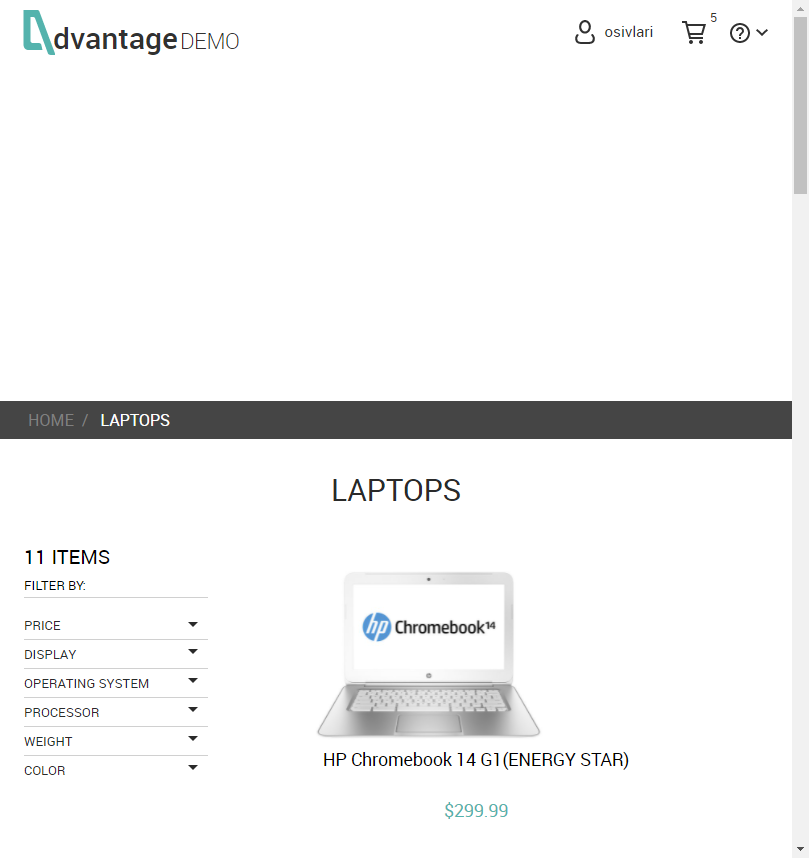 dvantage DEMO
osivlari
5
HOME / LAPTOPS
LAPTOPS
11 ITEMS
FILTER BY:
PRICE
DISPLAY
OPERATING SYSTEM
PROCESSOR
WEIGHT
COLOR
hp Chromebook 14
HP Chromebook 14 G1(ENERGY STAR)
$299.99